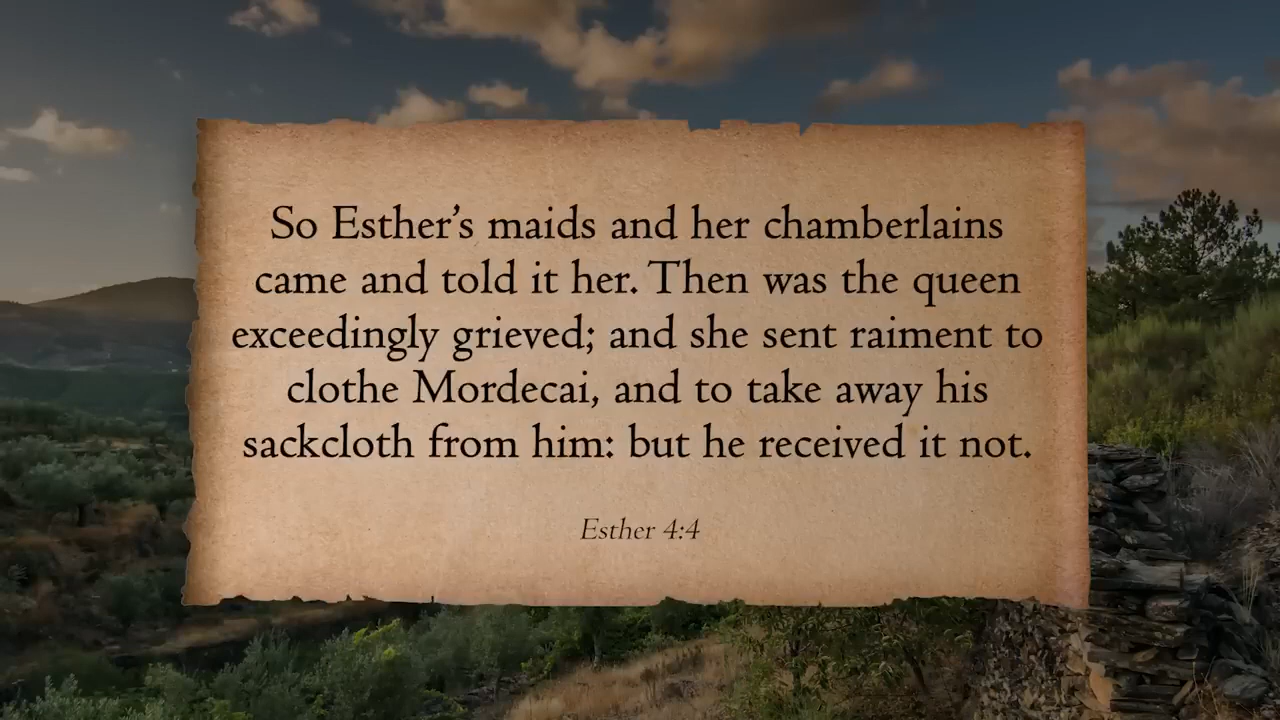 So Esther’s maids and her chamberlains
came and told it her. Then was the queen
exceedingly grieved; and she sent raiment to
clothe Mordecai, and to take away his
sackcloth from him: but he received it not.
Esther 4:4